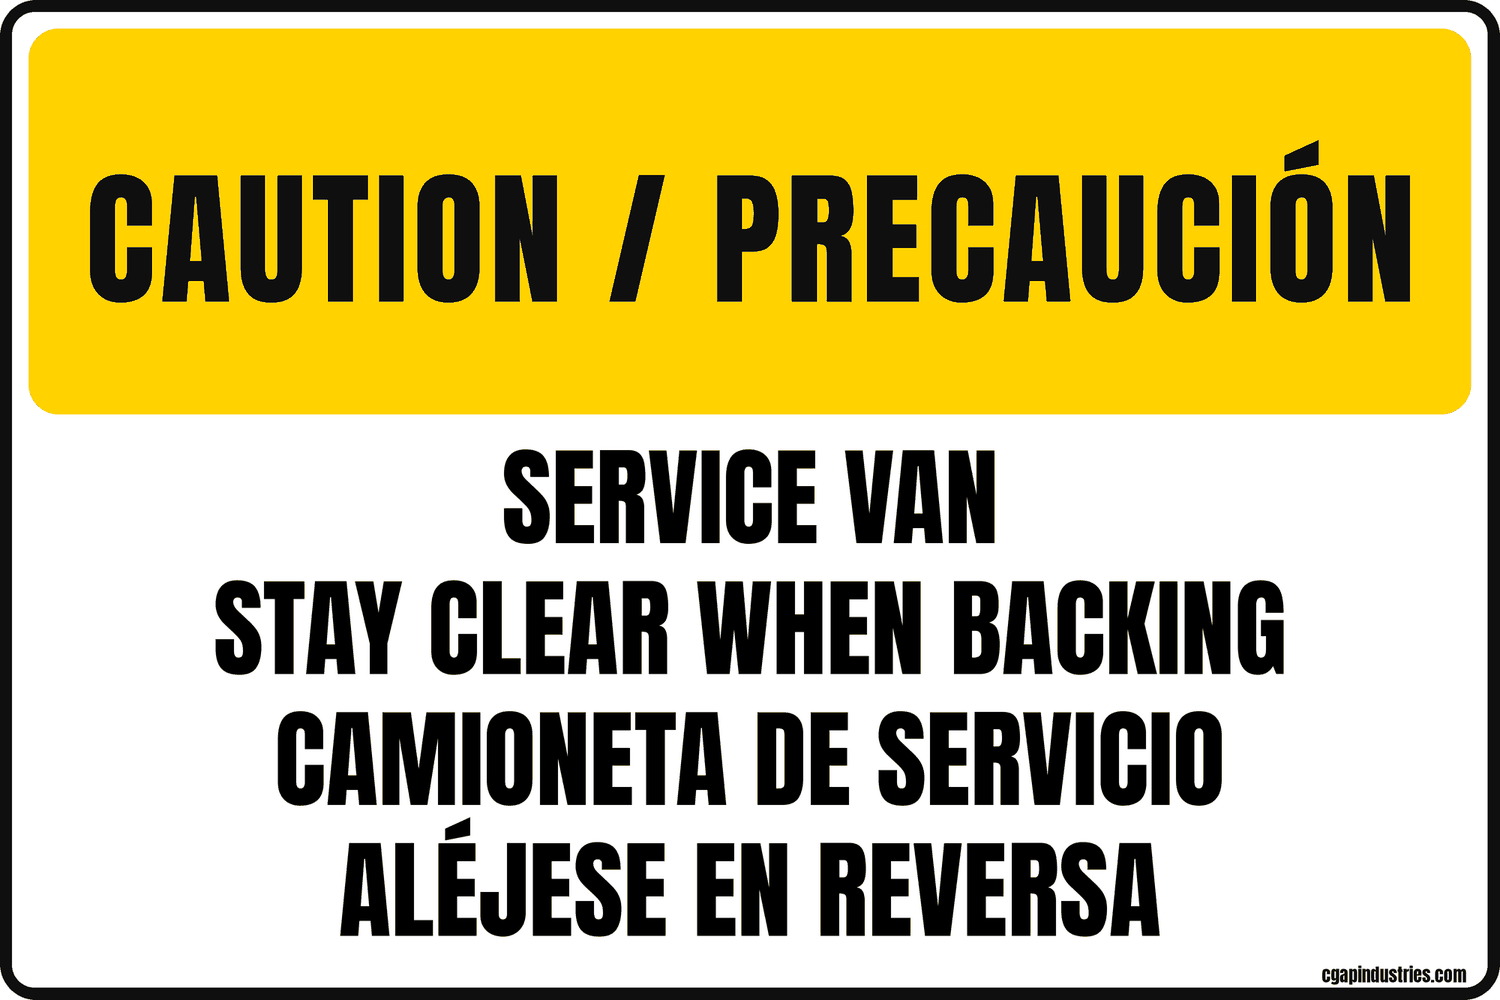 CAUTION / PRECAUCIÓN
SERVICE VAN
STAY CLEAR WHEN BACKING
CAMIONETA DE SERVICIO
ALÉJESE EN REVERSA
cgapindustries.com